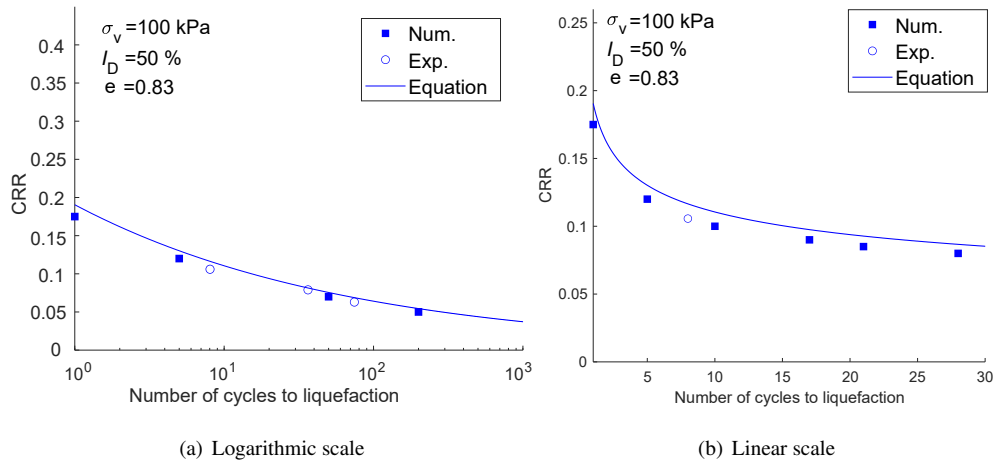 σv=100 kPa
ID=50 %
e=0.83
Num.
Exp.
Equation
CRR
0.4
0.3
0.25
0.2
0.15
0.1
0.05
0
10^0
10^1
10^2
10^3
Number of cycles to liquefaction
(a) Logarithmic scale
σv=100 kPa
ID=50 %
e=0.83
Num.
Exp.
Equation
CRR
0.25
0.2
0.15
0.1
0.05
0
5
10
15
20
25
30
Number of cycles to liquefaction
(b) Linear scale